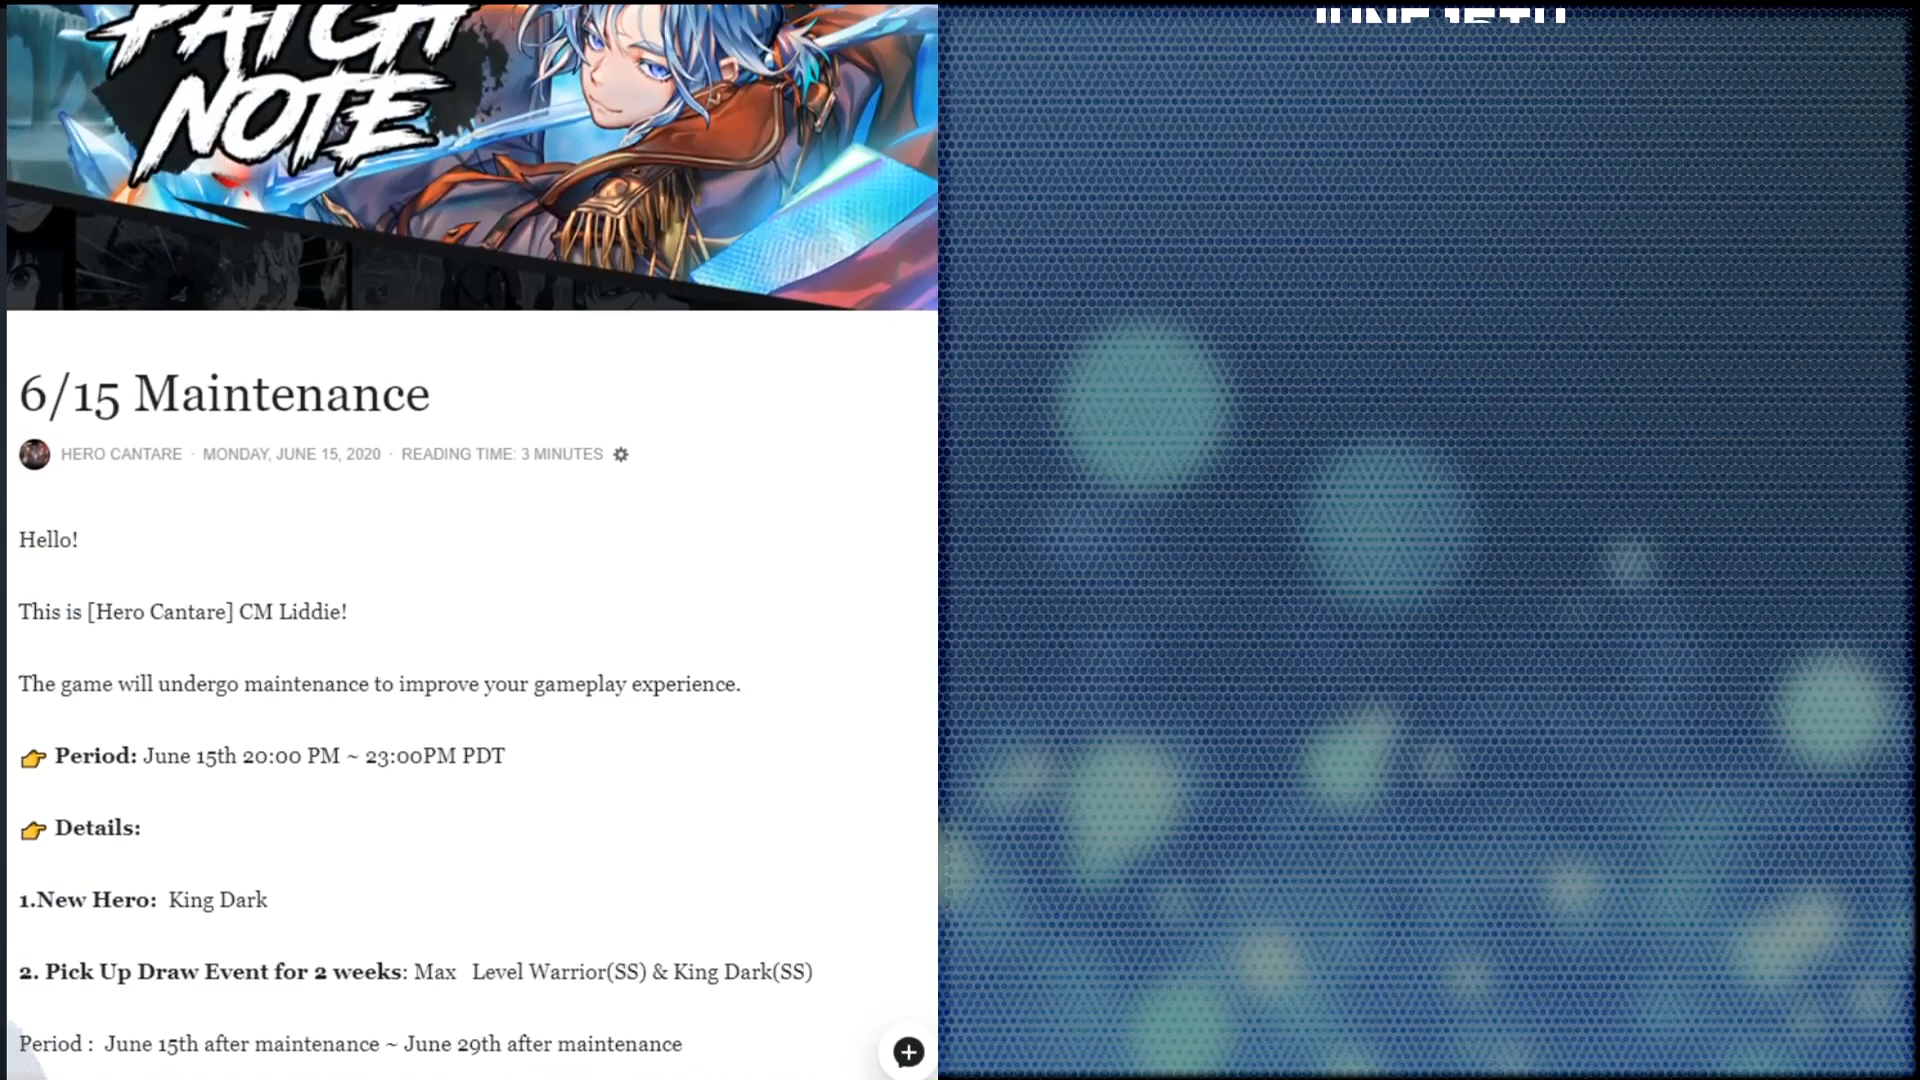 PATCH
NOTE
JUNE 15TH
6/15 Maintenance
HERO CANTARE · MONDAY, JUNE 15, 2020 · READING TIME: 3 MINUTES
Hello!
This is [Hero Cantare] CM Liddie!
The game will undergo maintenance to improve your gameplay experience.
👉 Period: June 15th 20:00 PM ~ 23:00PM PDT
👉 Details:
1.New Hero: King Dark
2. Pick Up Draw Event for 2 weeks: Max Level Warrior(SS) & King Dark(SS)
Period : June 15th after maintenance ~ June 29th after maintenance